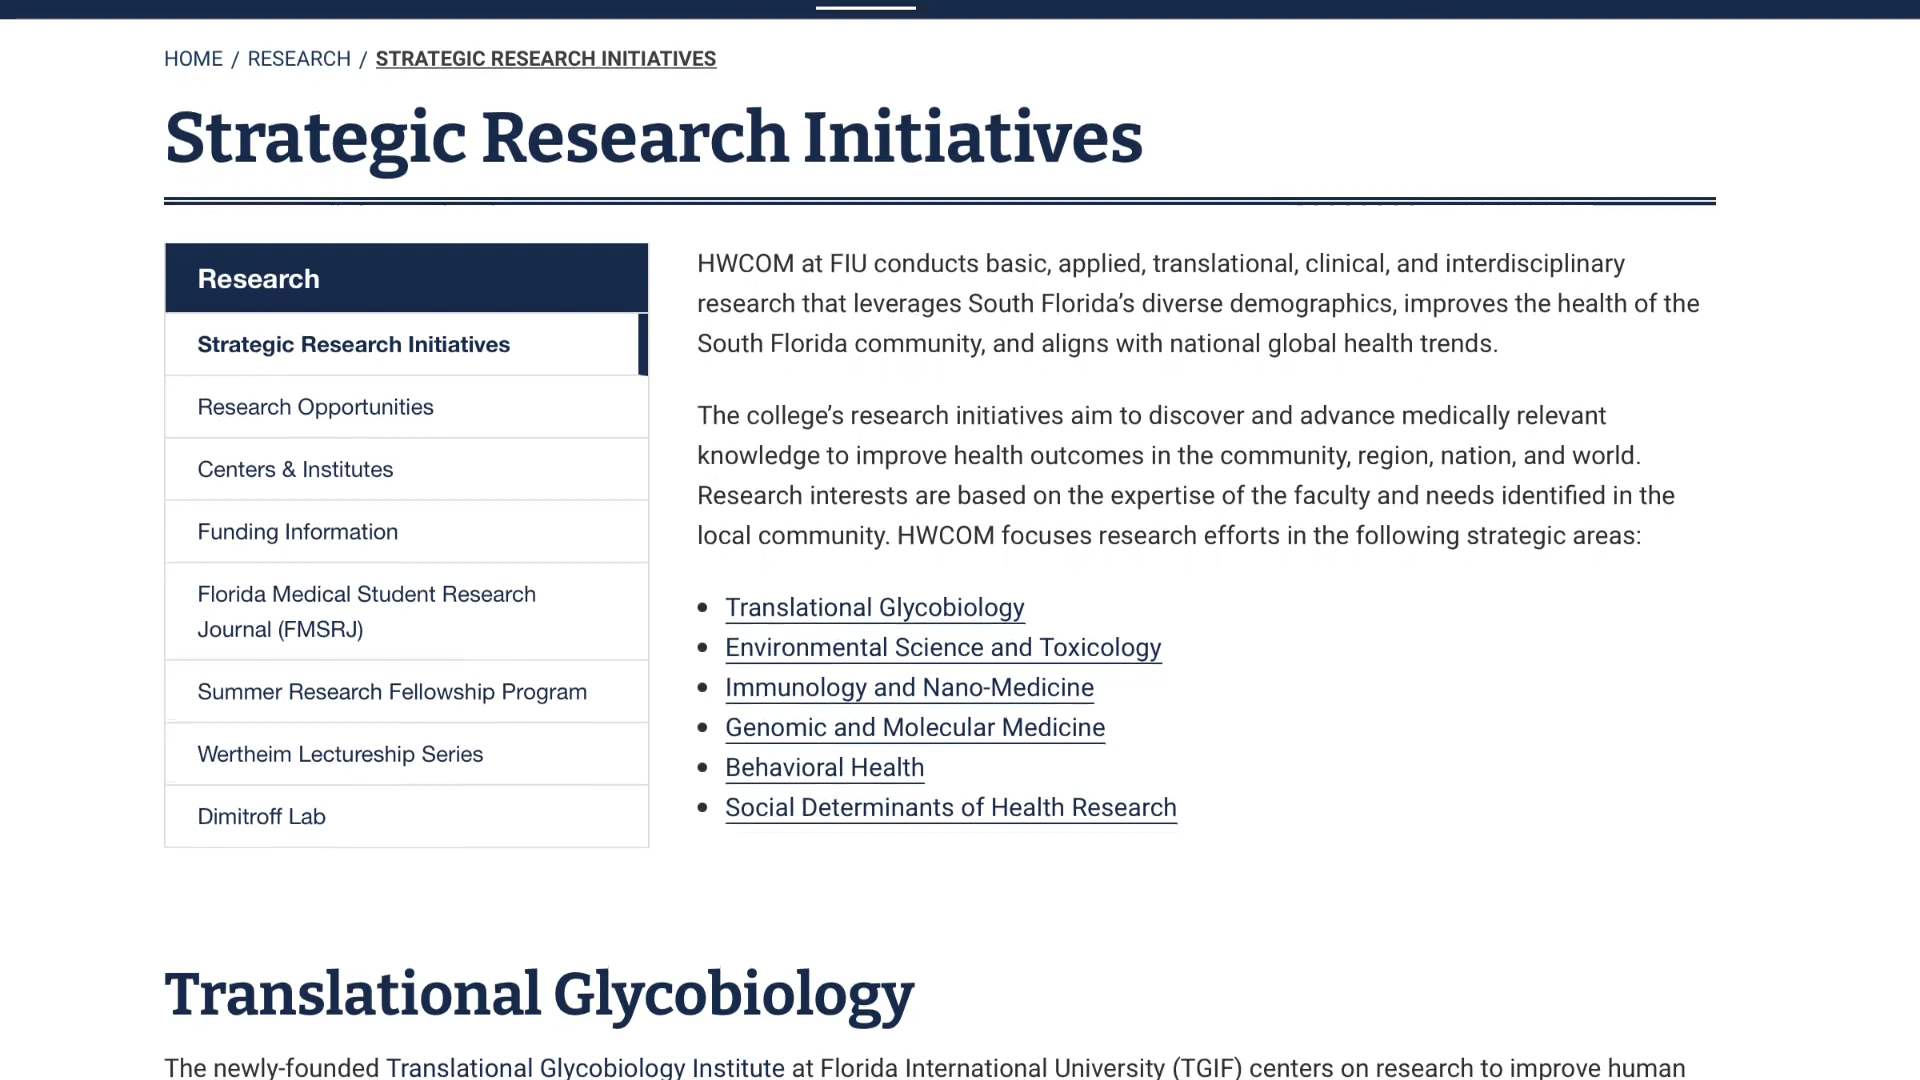 HOME / RESEARCH / STRATEGIC RESEARCH INITIATIVES
Strategic Research Initiatives
Research
Strategic Research Initiatives
Research Opportunities
Centers & Institutes
Funding Information
Florida Medical Student Research
Journal (FMSRJ)
Summer Research Fellowship Program
Wertheim Lectureship Series
Dimitroff Lab
HWCOM at FIU conducts basic, applied, translational, clinical, and interdisciplinary
research that leverages South Florida’s diverse demographics, improves the health of the
South Florida community, and aligns with national global health trends.
The college’s research initiatives aim to discover and advance medically relevant
knowledge to improve health outcomes in the community, region, nation, and world.
Research interests are based on the expertise of the faculty and needs identified in the
local community. HWCOM focuses research efforts in the following strategic areas:
• Translational Glycobiology
• Environmental Science and Toxicology
• Immunology and Nano-Medicine
• Genomic and Molecular Medicine
• Behavioral Health
• Social Determinants of Health Research
Translational Glycobiology
The newly-founded Translational Glycobiology Institute at Florida International University (TGIF) centers on research to improve human